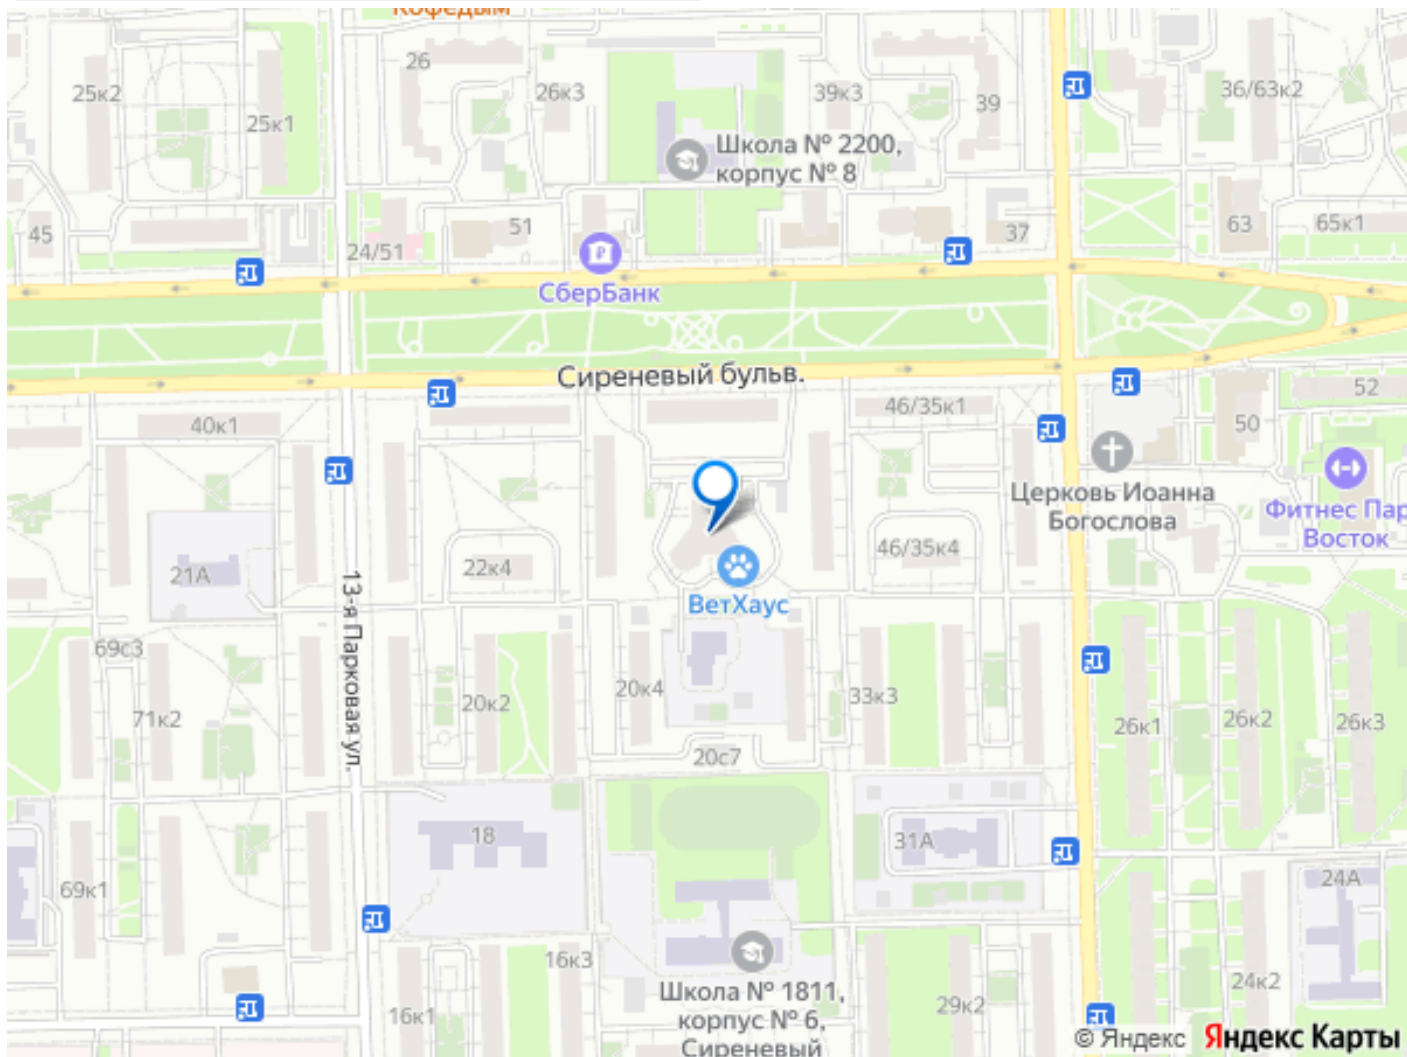 Кофедым
26
25к2
26к3
39к3
39
36/63к2
25к1
Школа № 2200,
корпус № 8
45
24/51
51
37
63
65к1
СберБанк
Сиреневый бульв.
52
40к1
46/35к1
50
Церковь Иоанна
Богослова
Фитнес Пар
Восток
21А
22к4
46/35к4
ВетХаус
13-я Парковая ул.
69с3
71к2
20к2
20к4
33к3
26к1
26к2
26к3
20с7
18
31А
69к1
24А
16к3
16к1
Школа № 1811,
корпус № 6,
Сиреневый
29к2
24к2
© Яндекс Яндекс Карты